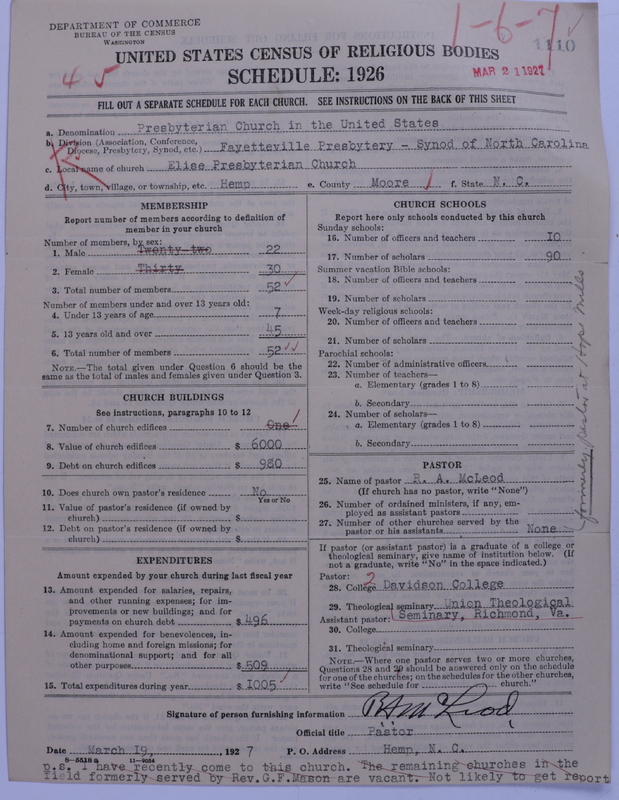 DEPARTMENT OF COMMERCE
BUREAU OF THE CENSUS
WASHINGTON
1-6-7
1110
MAR 2 1 1927
4 5
UNITED STATES CENSUS OF RELIGIOUS BODIES
SCHEDULE: 1926
FILL OUT A SEPARATE SCHEDULE FOR EACH CHURCH. SEE INSTRUCTIONS ON THE BACK OF THIS SHEET
a. Denomination Presbyterian Church in the United States
b. Division (Association, Conference, Diocese, Presbytery, Synod, etc.) Fayetteville Presbytery - Synod of North Carolina
c. Local name of church Elise Presbyterian Church
d. City, town, village, or township, etc. Hemp e. County Moore f. State N. C.
MEMBERSHIP
Report number of members according to definition of
member in your church
Number of members, by sex:
1. Male Twenty-two 22
2. Female Thirty 30
3. Total number of members 52
Number of members under and over 13 years old:
4. Under 13 years of age 7
5. 13 years old and over 45
6. Total number of members 52
NOTE.—The total given under Question 6 should be the
same as the total of males and females given under Question 3.
CHURCH BUILDINGS
See instructions, paragraphs 10 to 12
7. Number of church edifices One 1
8. Value of church edifices $ 6000
9. Debt on church edifices $ 980
10. Does church own pastor's residence No
Yes or No
11. Value of pastor's residence (if owned by
church) $
12. Debt on pastor's residence (if owned by
church) $
EXPENDITURES
Amount expended by your church during last fiscal year
13. Amount expended for salaries, repairs,
and other running expenses; for im-
provements or new buildings; and for
payments on church debt $ 496
14. Amount expended for benevolences, in-
cluding home and foreign missions; for
denominational support; and for all
other purposes $ 509
15. Total expenditures during year $ 1005
CHURCH SCHOOLS
Report here only schools conducted by this church
Sunday schools:
16. Number of officers and teachers 10
17. Number of scholars 90
Summer vacation Bible schools:
18. Number of officers and teachers
19. Number of scholars
Week-day religious schools:
20. Number of officers and teachers
21. Number of scholars
Parochial schools:
22. Number of administrative officers
23. Number of teachers—
a. Elementary (grades 1 to 8)
b. Secondary
24. Number of scholars—
a. Elementary (grades 1 to 8)
b. Secondary
formerly pastor at Hope Mills
PASTOR
25. Name of pastor R. A. McLeod
(If church has no pastor, write "None")
26. Number of ordained ministers, if any, em-
ployed as assistant pastors
27. Number of other churches served by the
pastor or his assistants None
If pastor (or assistant pastor) is a graduate of a college or
theological seminary, give name of institution below. (If
not a graduate, write "No" in the space indicated.)
Pastor:
28. College 2 Davidson College
29. Theological seminary Union Theological
Assistant pastor: Seminary, Richmond, Va.
30. College
31. Theological seminary
NOTE.—Where one pastor serves two or more churches,
Questions 28 and 29 should be answered only on the schedule
for one of the churches; on the schedules for the other churches,
write "See schedule for church."
Signature of person furnishing information R A McLeod
Official title Pastor
Date March 19, 1927 P. O. Address Hemp, N. C.
8-5518a 11-9034
p.s. I have recently come to this church. The remaining churches in the
field formerly served by Rev.G.F.Mason are vacant. Not likely to get report